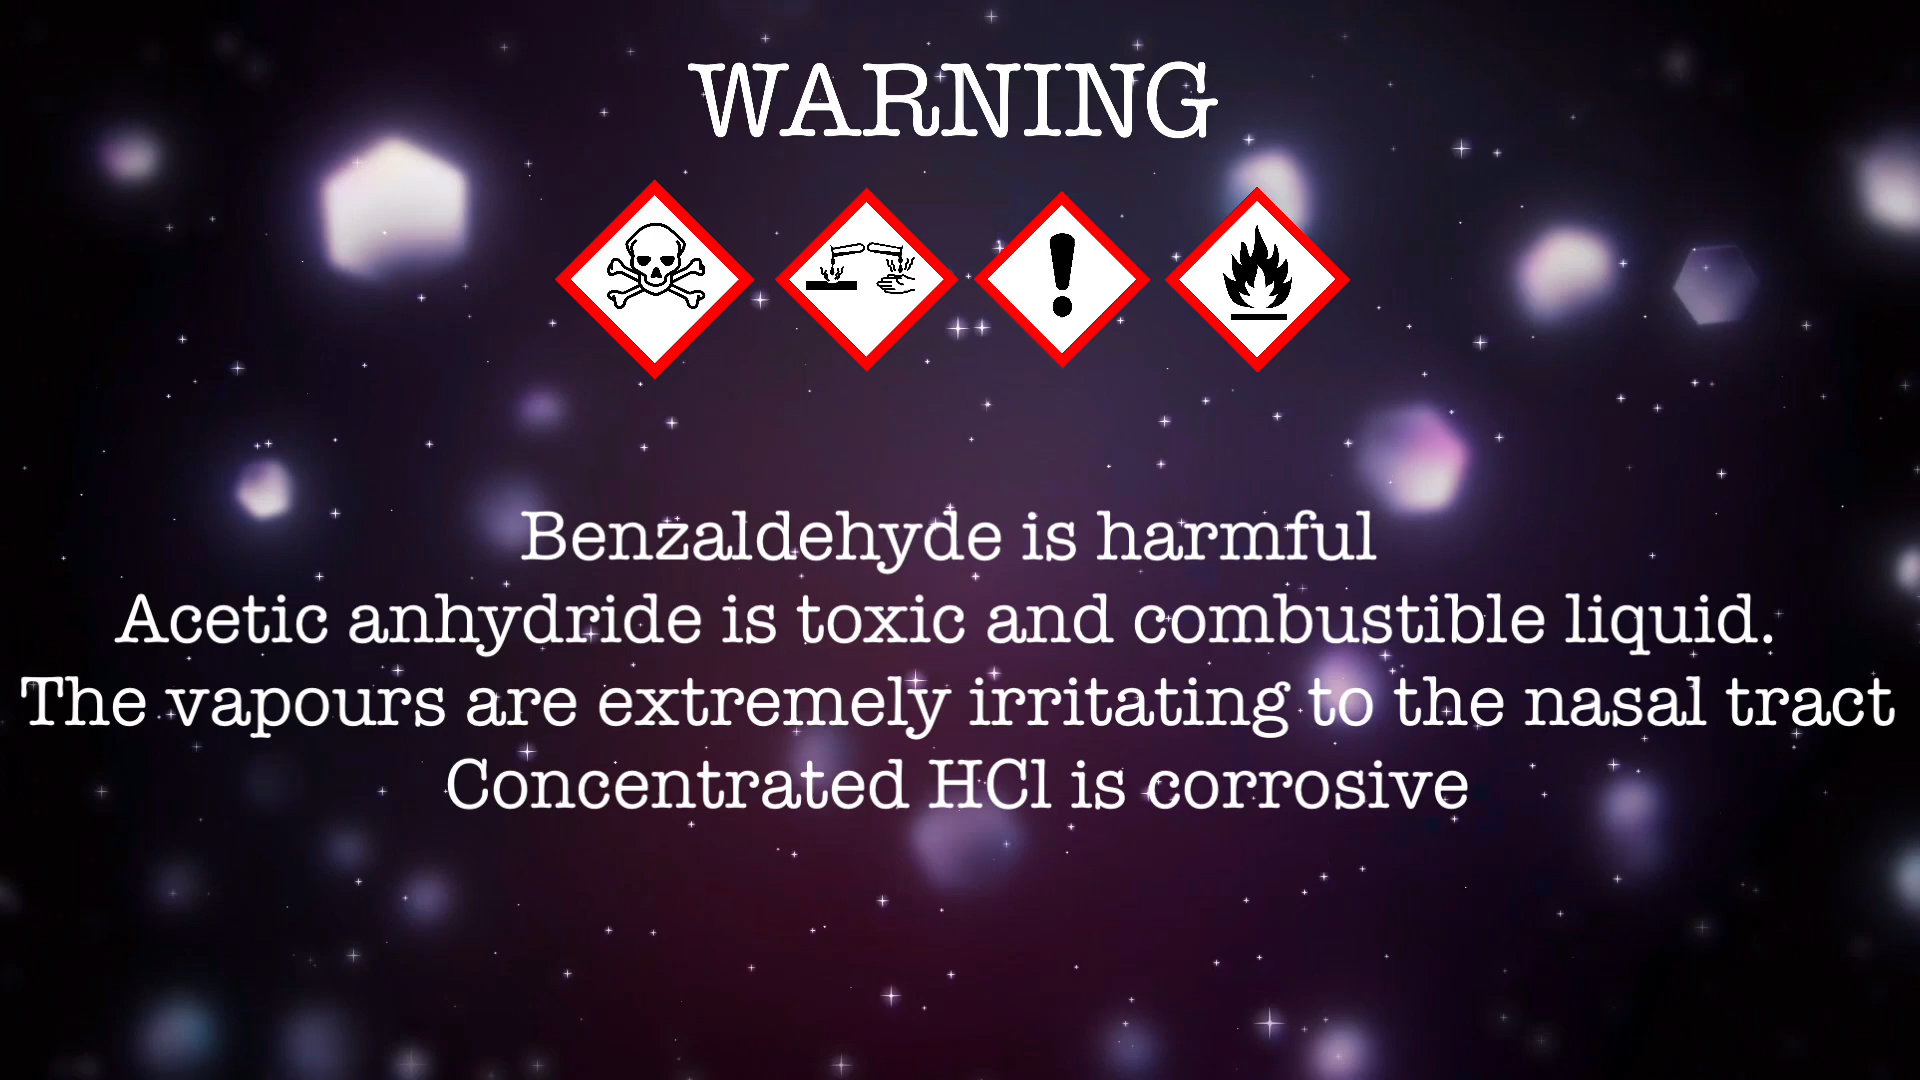 WARNING
Benzaldehyde is harmful
Acetic anhydride is toxic and combustible liquid.
The vapours are extremely irritating to the nasal tract
Concentrated HCl is corrosive